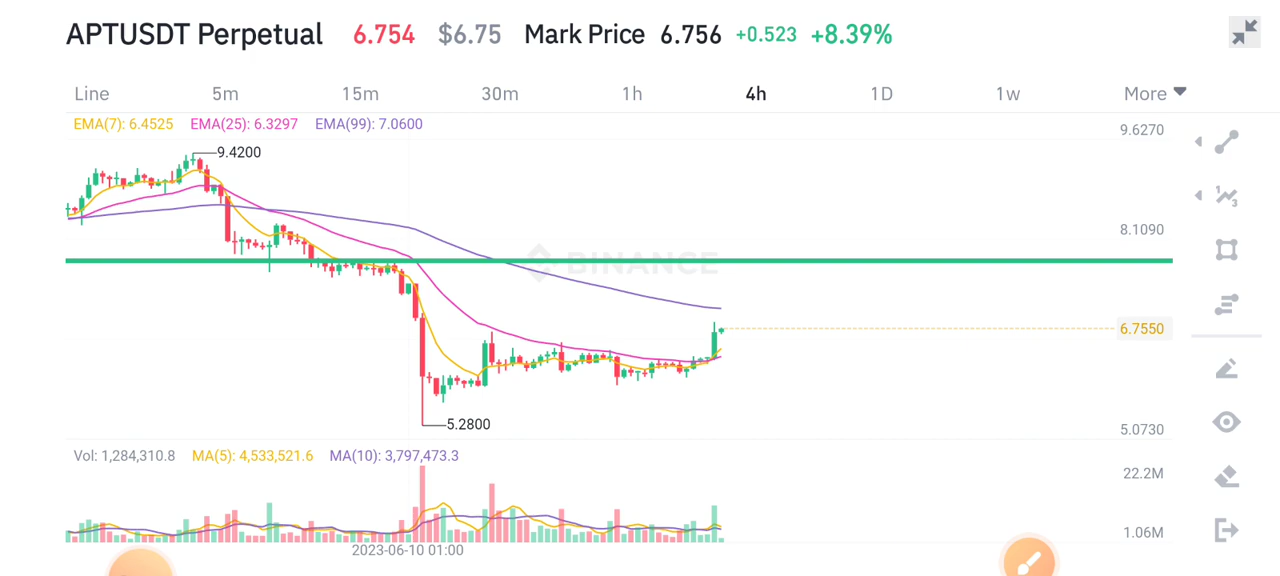 APTUSDT Perpetual 6.754 $6.75 Mark Price 6.756 +0.523 +8.39%
Line 5m 15m 30m 1h 4h 1D 1w More
EMA(7): 6.4525 EMA(25): 6.3297 EMA(99): 7.0600
9.6270
9.4200
8.1090
BINANCE
6.7550
5.2800
5.0730
Vol: 1,284,310.8 MA(5): 4,533,521.6 MA(10): 3,797,473.3
22.2M
1.06M
2023-06-10 01:00